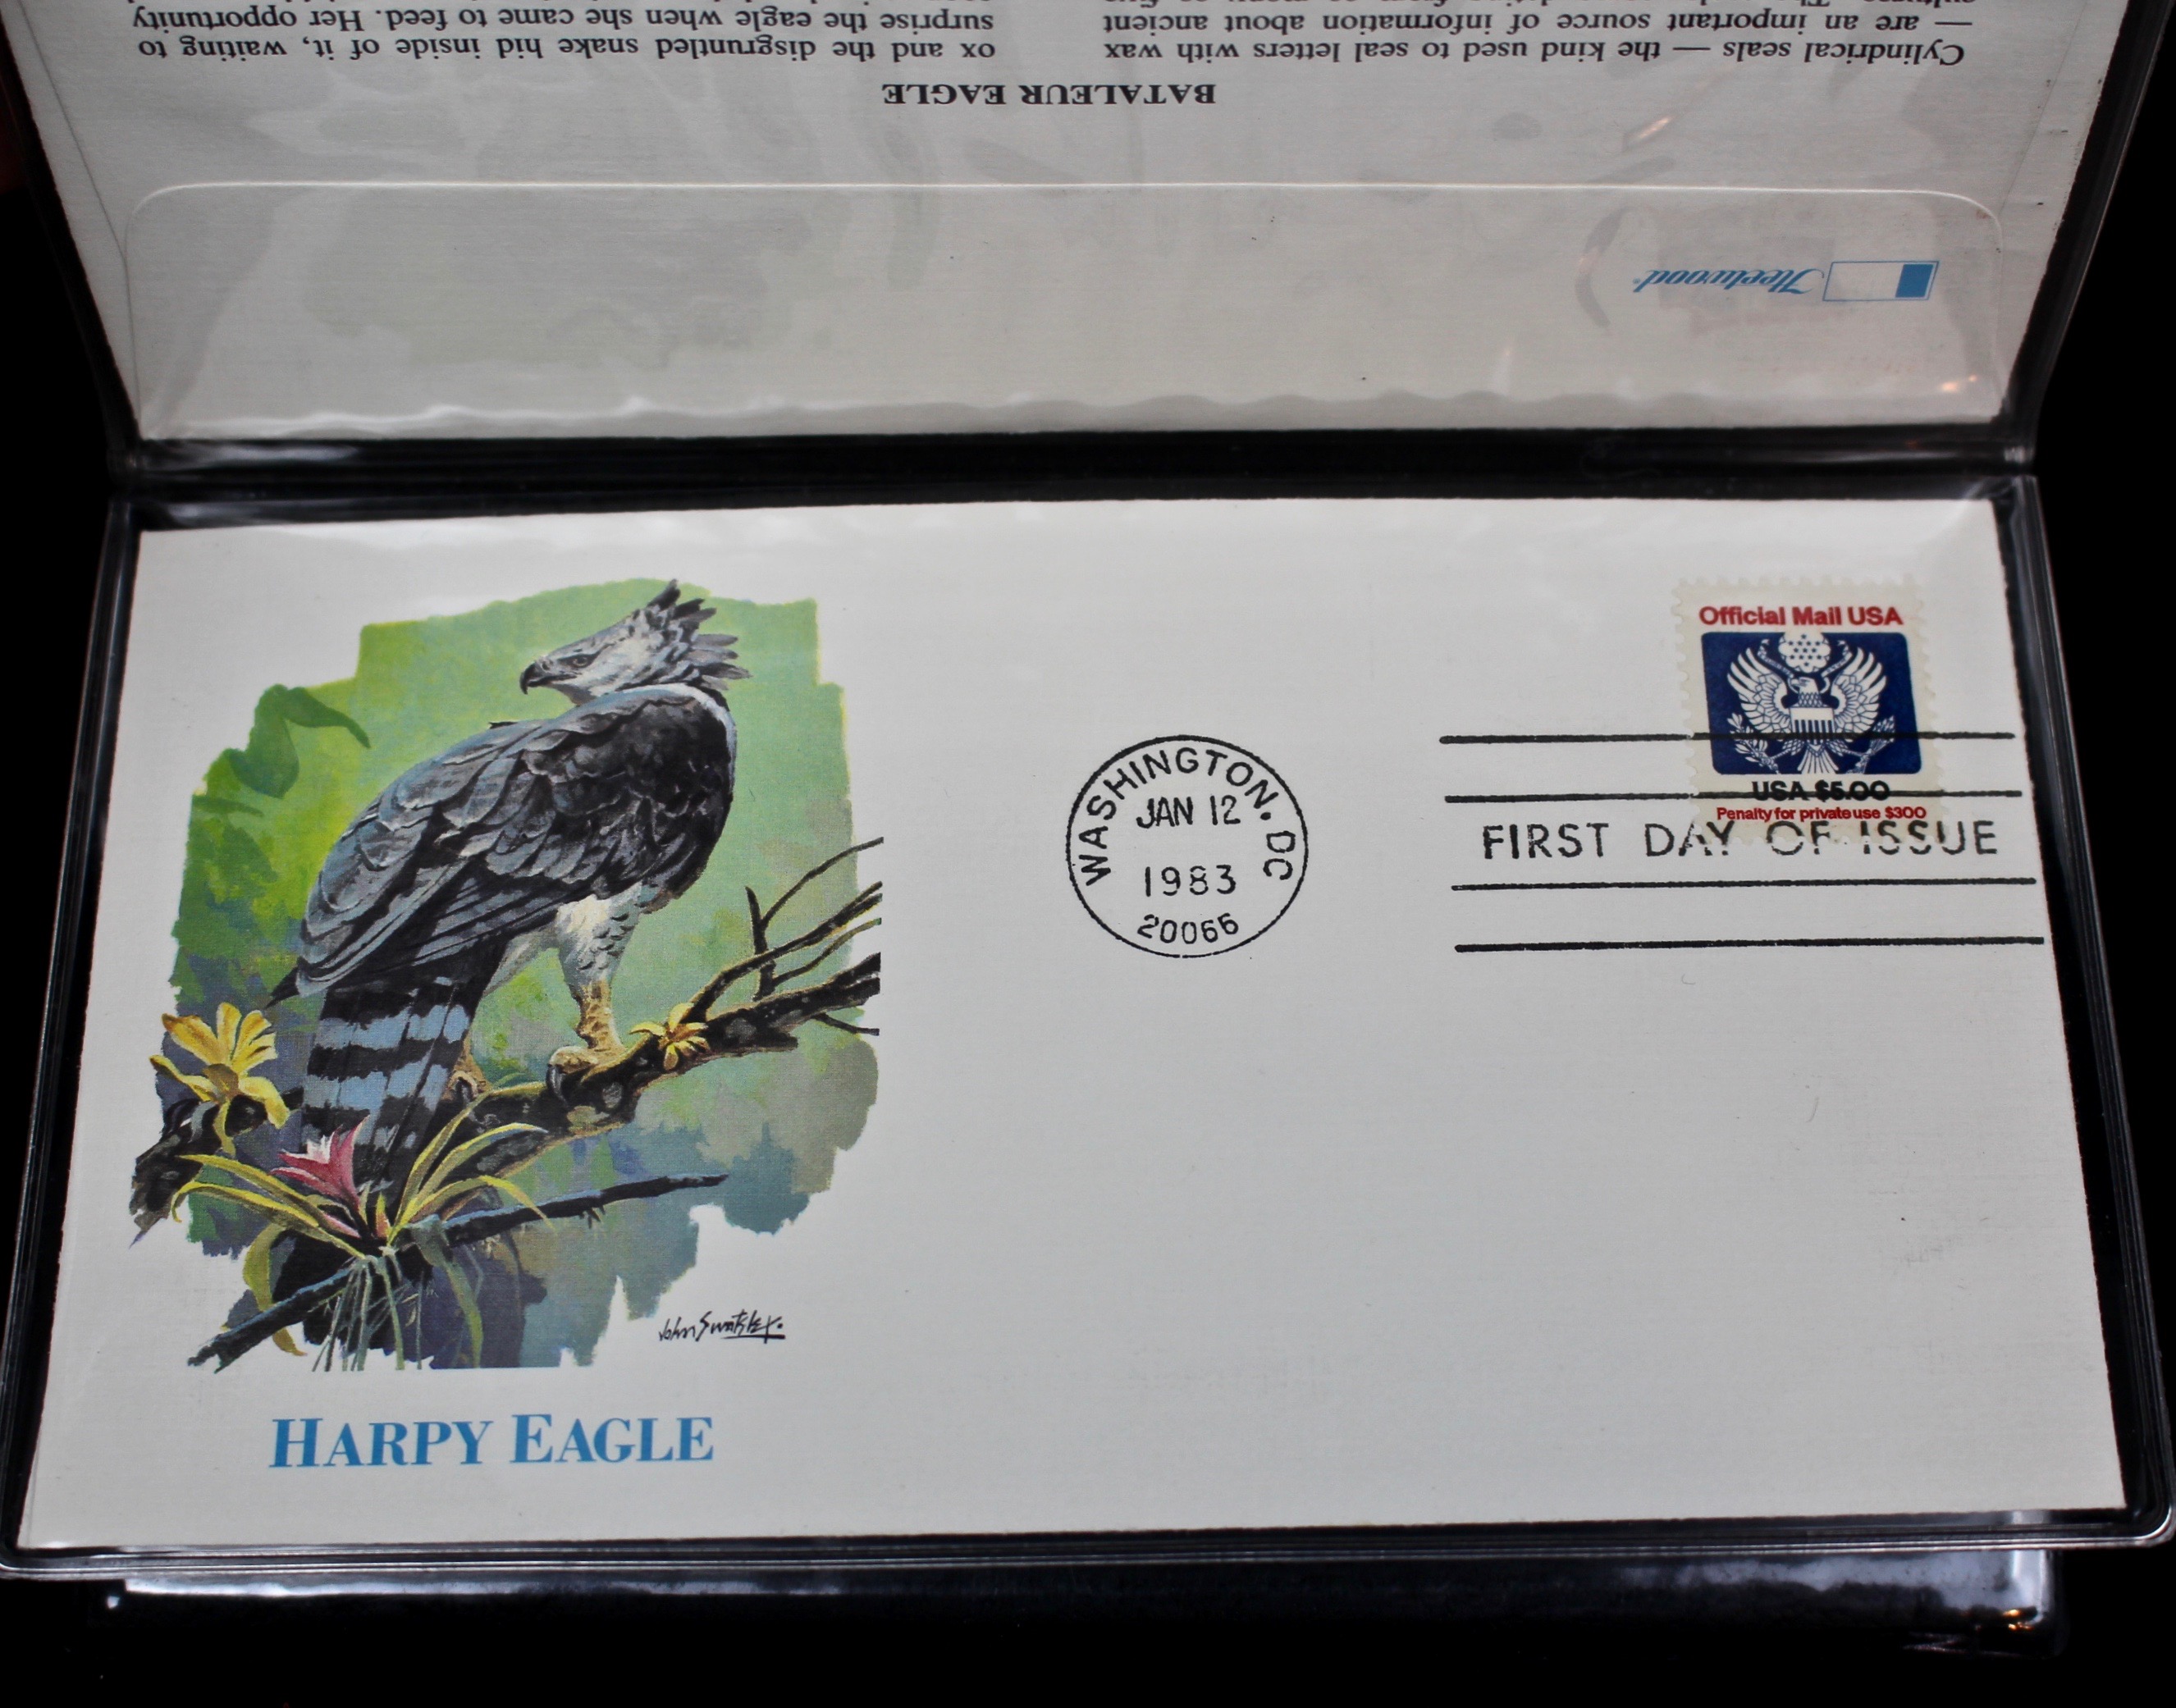 BATALEUR EAGLE
Cylindrical seals — the kind used to seal letters with wax
— are an important source of information about ancient
ox and the disgruntled snake hid inside of it, waiting to
surprise the eagle when she came to feed. Her opportunity
Fleetwood
Official Mail USA
USA $5.00
Penalty for private use $300
WASHINGTON, DC
JAN 12
1983
20066
FIRST DAY OF ISSUE
John Swatsley.
HARPY EAGLE